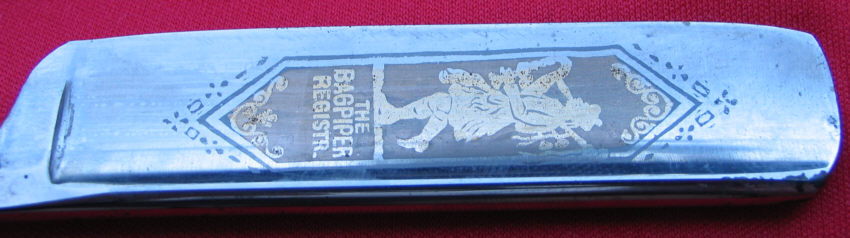 THE
BAGPIPER
REGISTR.